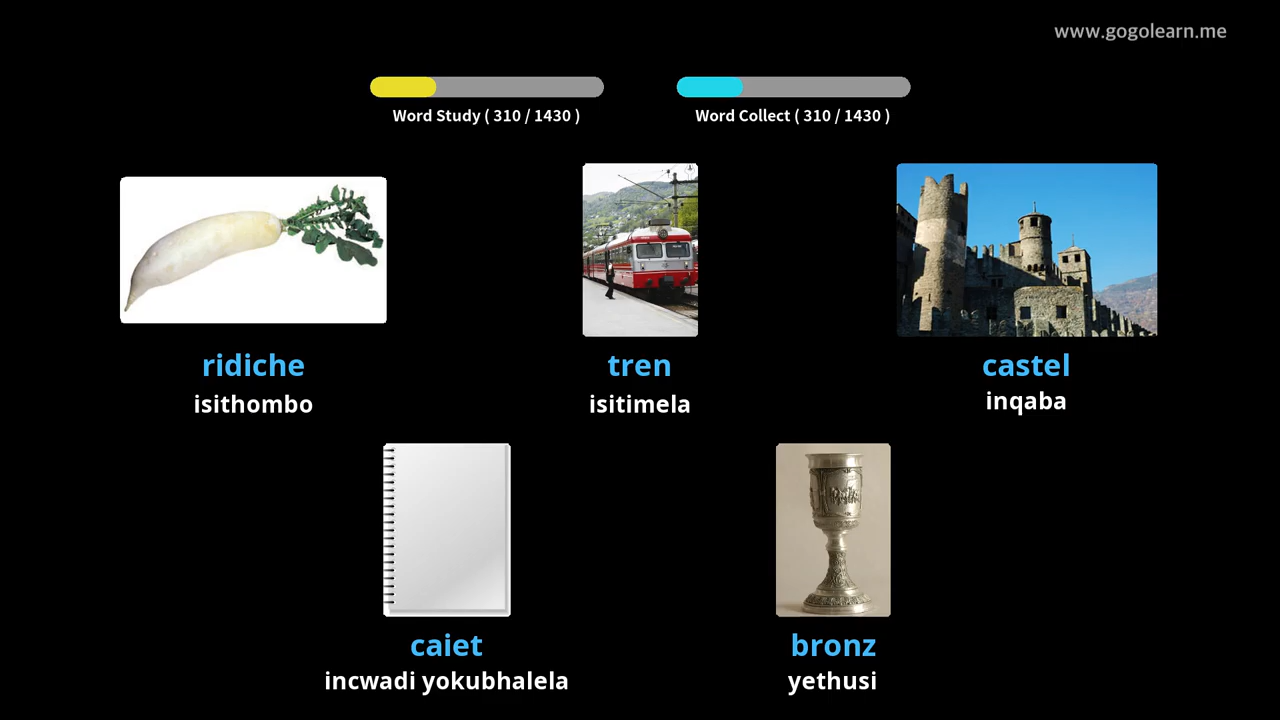 www.gogolearn.me
Word Study ( 310 / 1430 )
Word Collect ( 310 / 1430 )
ridiche
isithombo
tren
isitimela
castel
inqaba
caiet
incwadi yokubhalela
bronz
yethusi